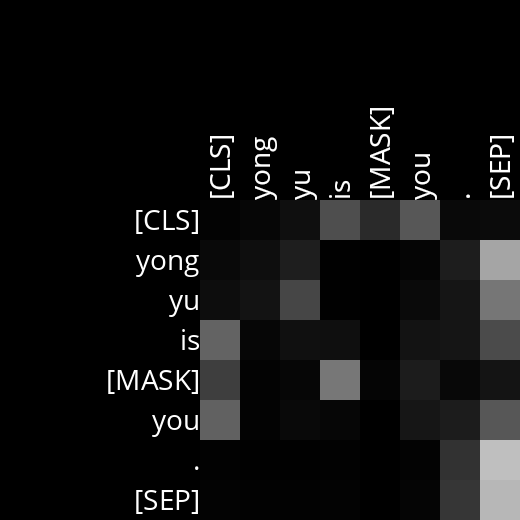 [CLS] yong yu is [MASK] you . [SEP]
[CLS]
yong
yu
is
[MASK]
you
.
[SEP]